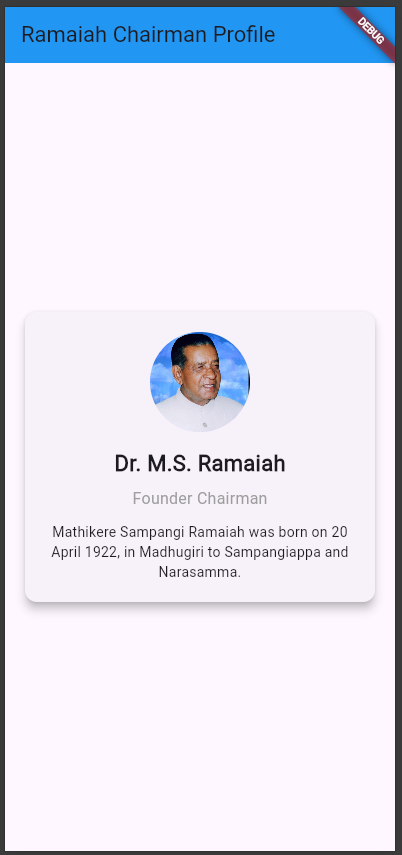 Ramaiah Chairman Profile
DEBUG
Dr. M.S. Ramaiah
Founder Chairman
Mathikere Sampangi Ramaiah was born on 20
April 1922, in Madhugiri to Sampangiappa and
Narasamma.